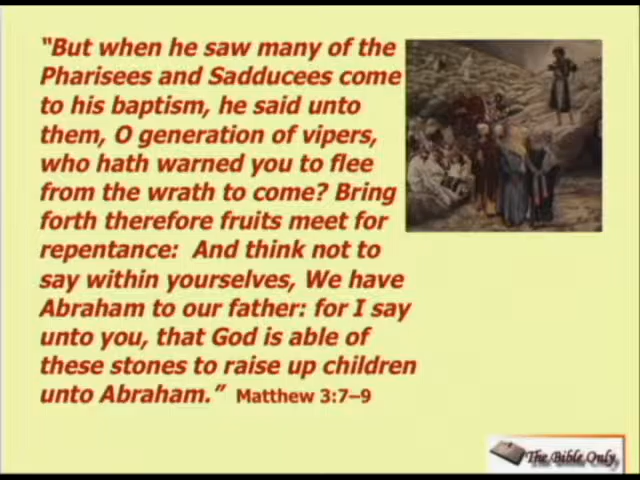 “But when he saw many of the
Pharisees and Sadducees come
to his baptism, he said unto
them, O generation of vipers,
who hath warned you to flee
from the wrath to come? Bring
forth therefore fruits meet for
repentance: And think not to
say within yourselves, We have
Abraham to our father: for I say
unto you, that God is able of
these stones to raise up children
unto Abraham.” Matthew 3:7–9
The Bible Only